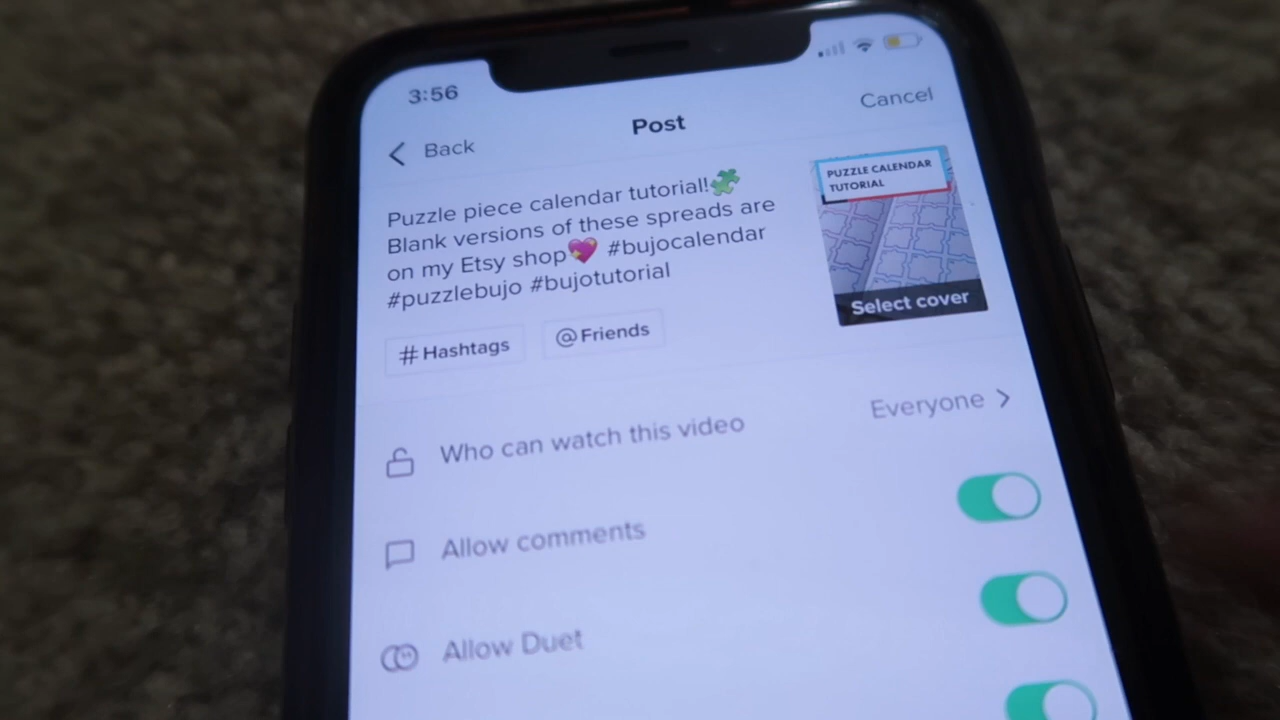 3:56
Back
Post
Cancel
Puzzle piece calendar tutorial!🧩
Blank versions of these spreads are
on my Etsy shop💖 #bujocalendar
#puzzlebujo #bujotutorial
PUZZLE CALENDAR
TUTORIAL
Select cover
# Hashtags
@ Friends
Who can watch this video
Everyone >
Allow comments
Allow Duet